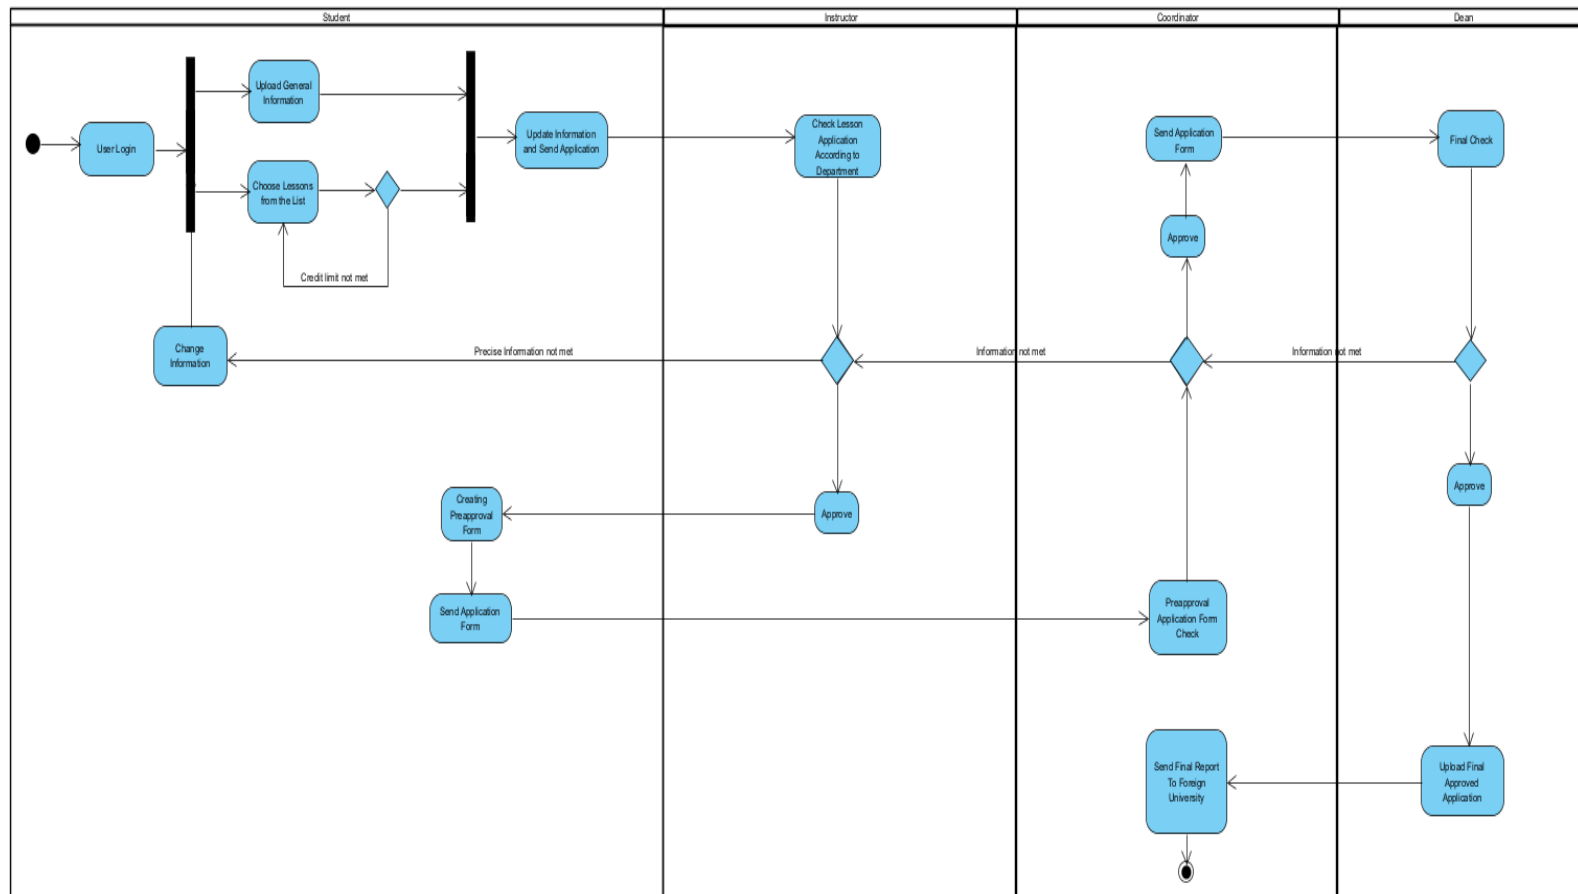 Student
Instructor
Coordinator
Dean
User Login
Upload General
Information
Choose Lessons
from the List
Credit limit not met
Update Information
and Send Application
Check Lesson
Application
According to
Department
Send Application
Form
Final Check
Approve
Change
Information
Precise Information not met
Information not met
Information not met
Creating
Preapproval
Form
Approve
Approve
Send Application
Form
Preapproval
Application Form
Check
Send Final Report
To Foreign
University
Upload Final
Approved
Application